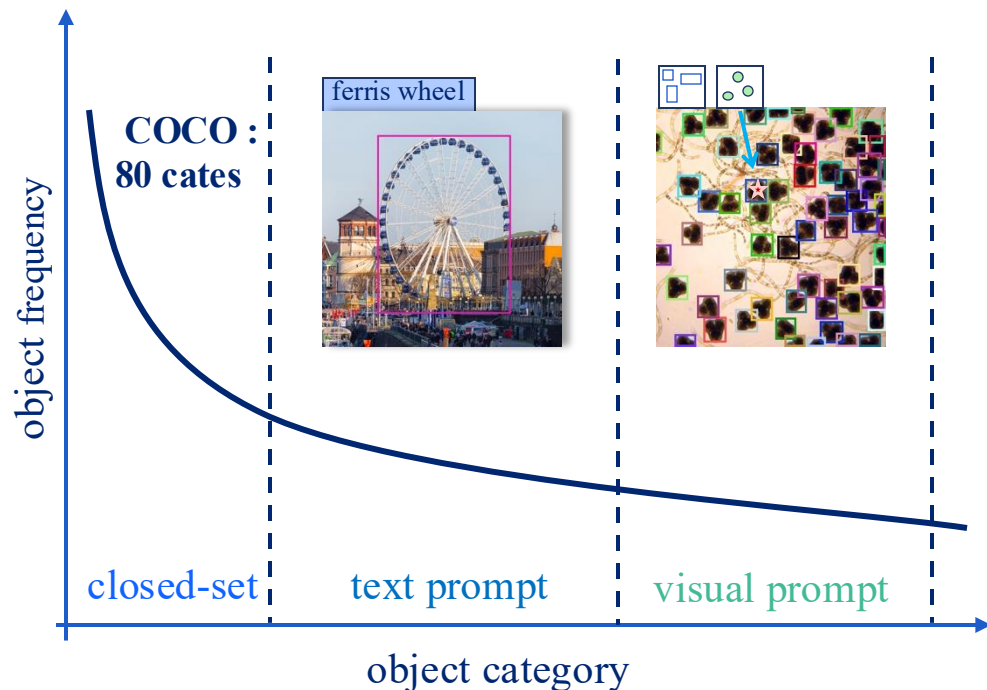 ferris wheel
COCO :
80 cates
object frequency
closed-set
text prompt
visual prompt
object category